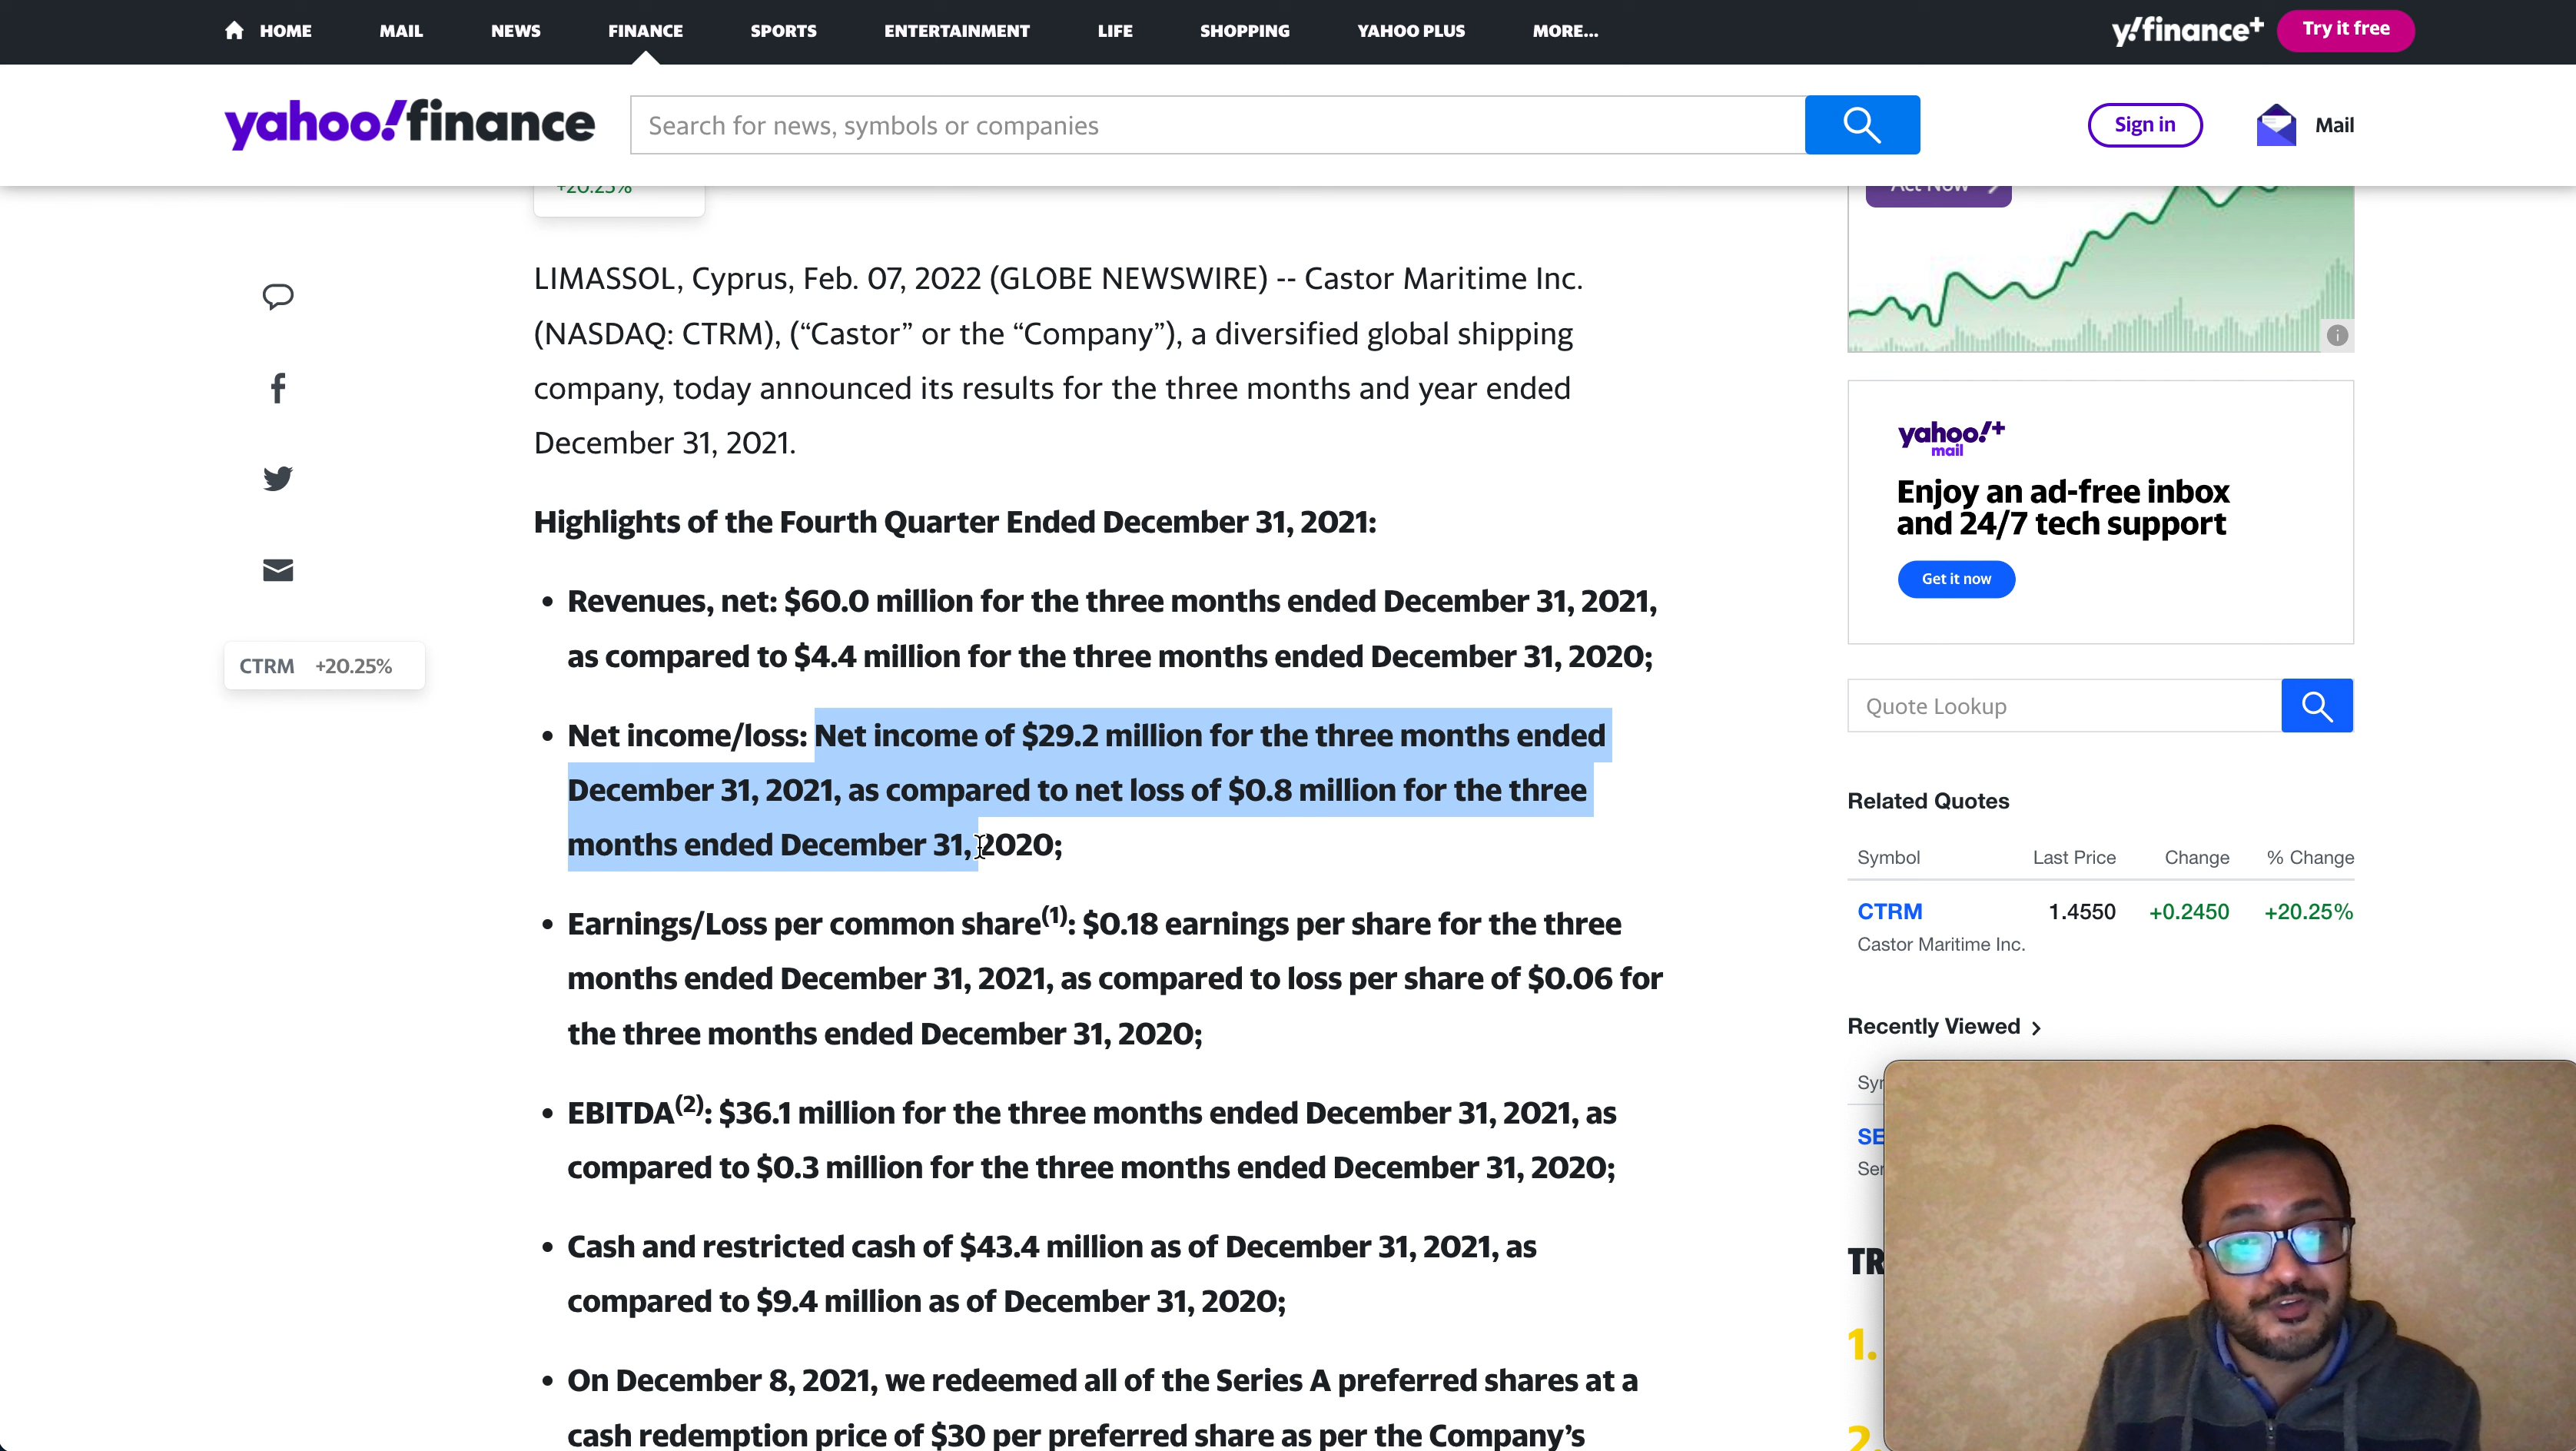 HOME MAIL NEWS FINANCE SPORTS ENTERTAINMENT LIFE SHOPPING YAHOO PLUS MORE... y!finance+ Try it free
yahoo!finance Search for news, symbols or companies Sign in Mail
+20.25%
Act Now
LIMASSOL, Cyprus, Feb. 07, 2022 (GLOBE NEWSWIRE) -- Castor Maritime Inc.
(NASDAQ: CTRM), (“Castor” or the “Company”), a diversified global shipping
company, today announced its results for the three months and year ended
December 31, 2021.
Highlights of the Fourth Quarter Ended December 31, 2021:
• Revenues, net: $60.0 million for the three months ended December 31, 2021,
as compared to $4.4 million for the three months ended December 31, 2020;
CTRM +20.25%
• Net income/loss: Net income of $29.2 million for the three months ended
December 31, 2021, as compared to net loss of $0.8 million for the three
months ended December 31, 2020;
• Earnings/Loss per common share(1): $0.18 earnings per share for the three
months ended December 31, 2021, as compared to loss per share of $0.06 for
the three months ended December 31, 2020;
• EBITDA(2): $36.1 million for the three months ended December 31, 2021, as
compared to $0.3 million for the three months ended December 31, 2020;
• Cash and restricted cash of $43.4 million as of December 31, 2021, as
compared to $9.4 million as of December 31, 2020;
• On December 8, 2021, we redeemed all of the Series A preferred shares at a
cash redemption price of $30 per preferred share as per the Company’s
yahoo!+
mail
Enjoy an ad-free inbox
and 24/7 tech support
Get it now
Quote Lookup
Related Quotes
Symbol Last Price Change % Change
CTRM 1.4550 +0.2450 +20.25%
Castor Maritime Inc.
Recently Viewed
Syr
SE
Ser
TR
1.
2.